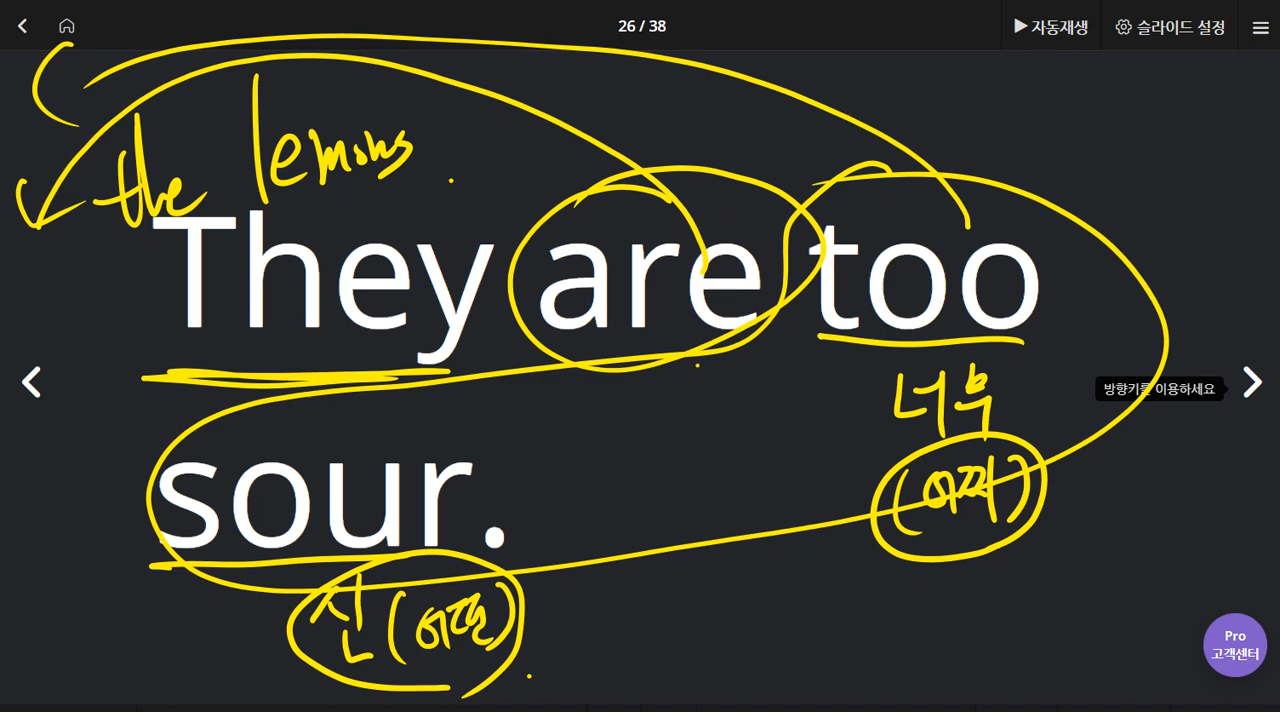 26 / 38
자동재생
슬라이드 설정
the lemons
They are too
너무
방향키를 이용하세요
(어찌)
sour.
신 (어떤)
Pro
고객센터